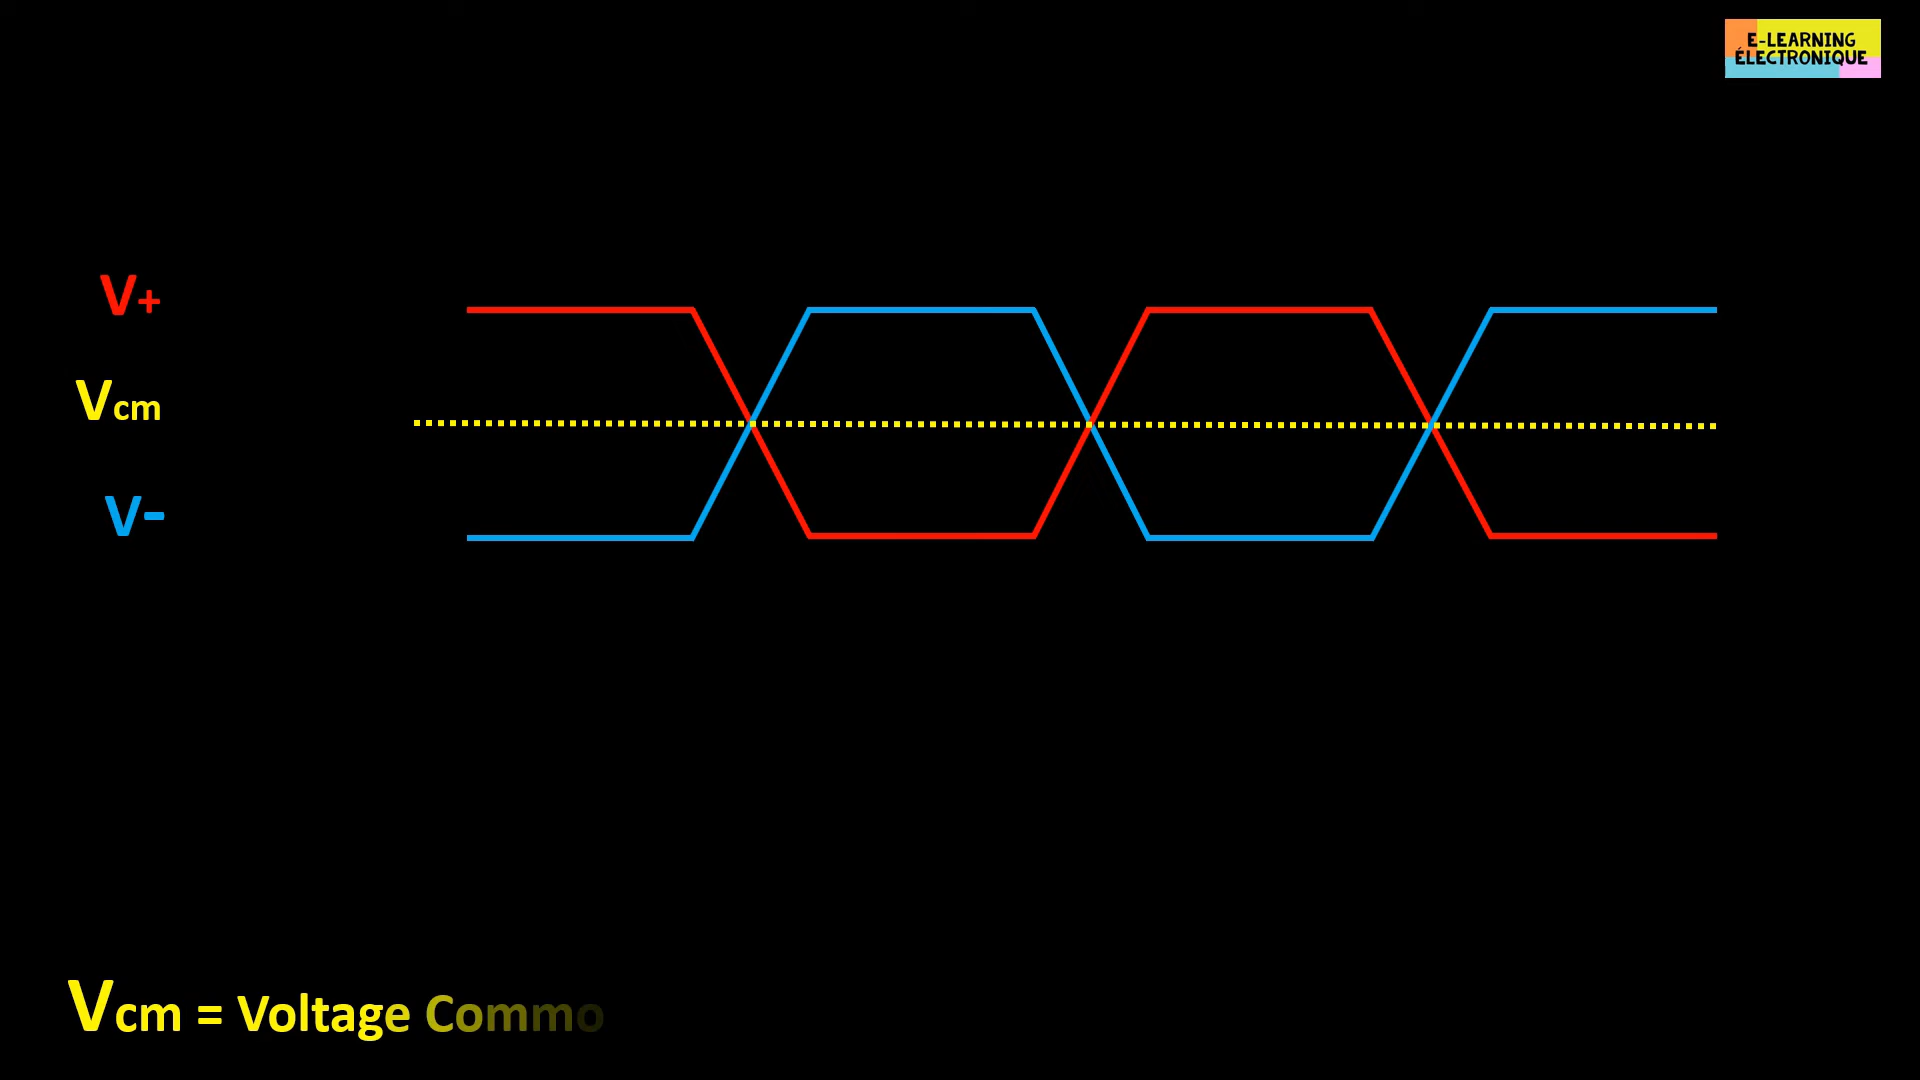 E-LEARNING
ÉLECTRONIQUE
V+
Vcm
V-
Vcm = Voltage Commo